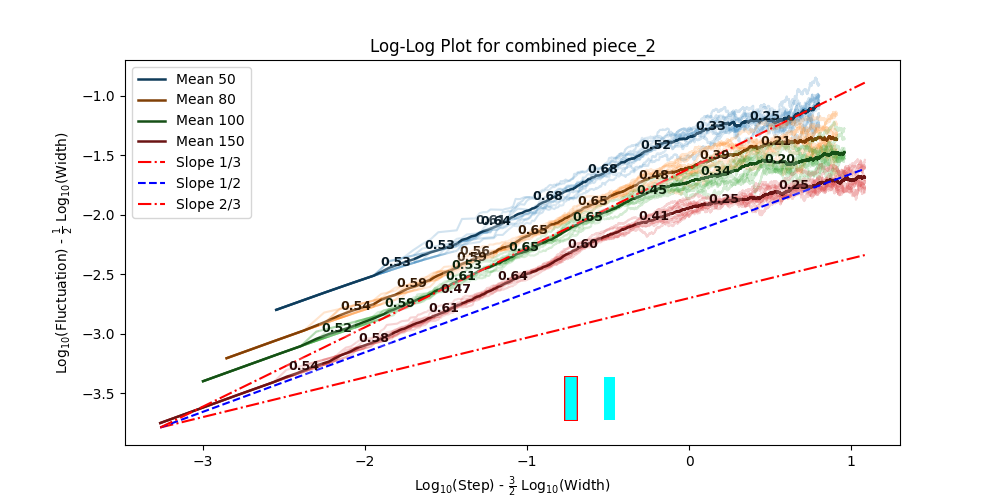 Log-Log Plot for combined piece_2
Mean 50
Mean 80
Mean 100
Mean 150
Slope 1/3
Slope 1/2
Slope 2/3
−1.0
−1.5
−2.0
−2.5
−3.0
−3.5
Log₁₀(Fluctuation) - ½ Log₁₀(Width)
0.53 0.53 0.64 0.68 0.68 0.52 0.33 0.25
0.54 0.59 0.59 0.56 0.65 0.65 0.48 0.39 0.21
0.52 0.59 0.61 0.53 0.65 0.65 0.45 0.34 0.20
0.54 0.58 0.61 0.47 0.64 0.60 0.41 0.25 0.25
−3 −2 −1 0 1
Log₁₀(Step) - 3/2 Log₁₀(Width)